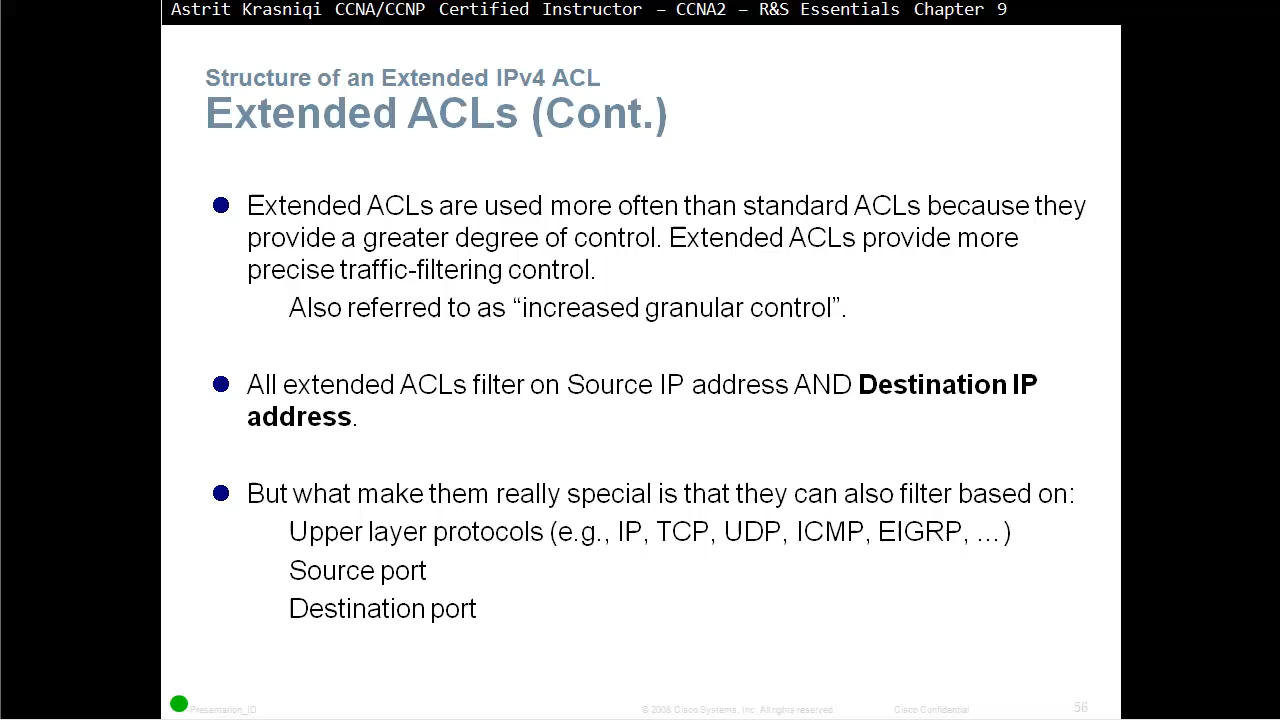 Astrit Krasniqi CCNA/CCNP Certified Instructor – CCNA2 – R&S Essentials Chapter 9
Structure of an Extended IPv4 ACL
Extended ACLs (Cont.)
Extended ACLs are used more often than standard ACLs because they
provide a greater degree of control. Extended ACLs provide more
precise traffic-filtering control.
Also referred to as “increased granular control”.
All extended ACLs filter on Source IP address AND Destination IP
address.
But what make them really special is that they can also filter based on:
Upper layer protocols (e.g., IP, TCP, UDP, ICMP, EIGRP, …)
Source port
Destination port
Presentation_ID
© 2008 Cisco Systems, Inc. All rights reserved.
Cisco Confidential
56